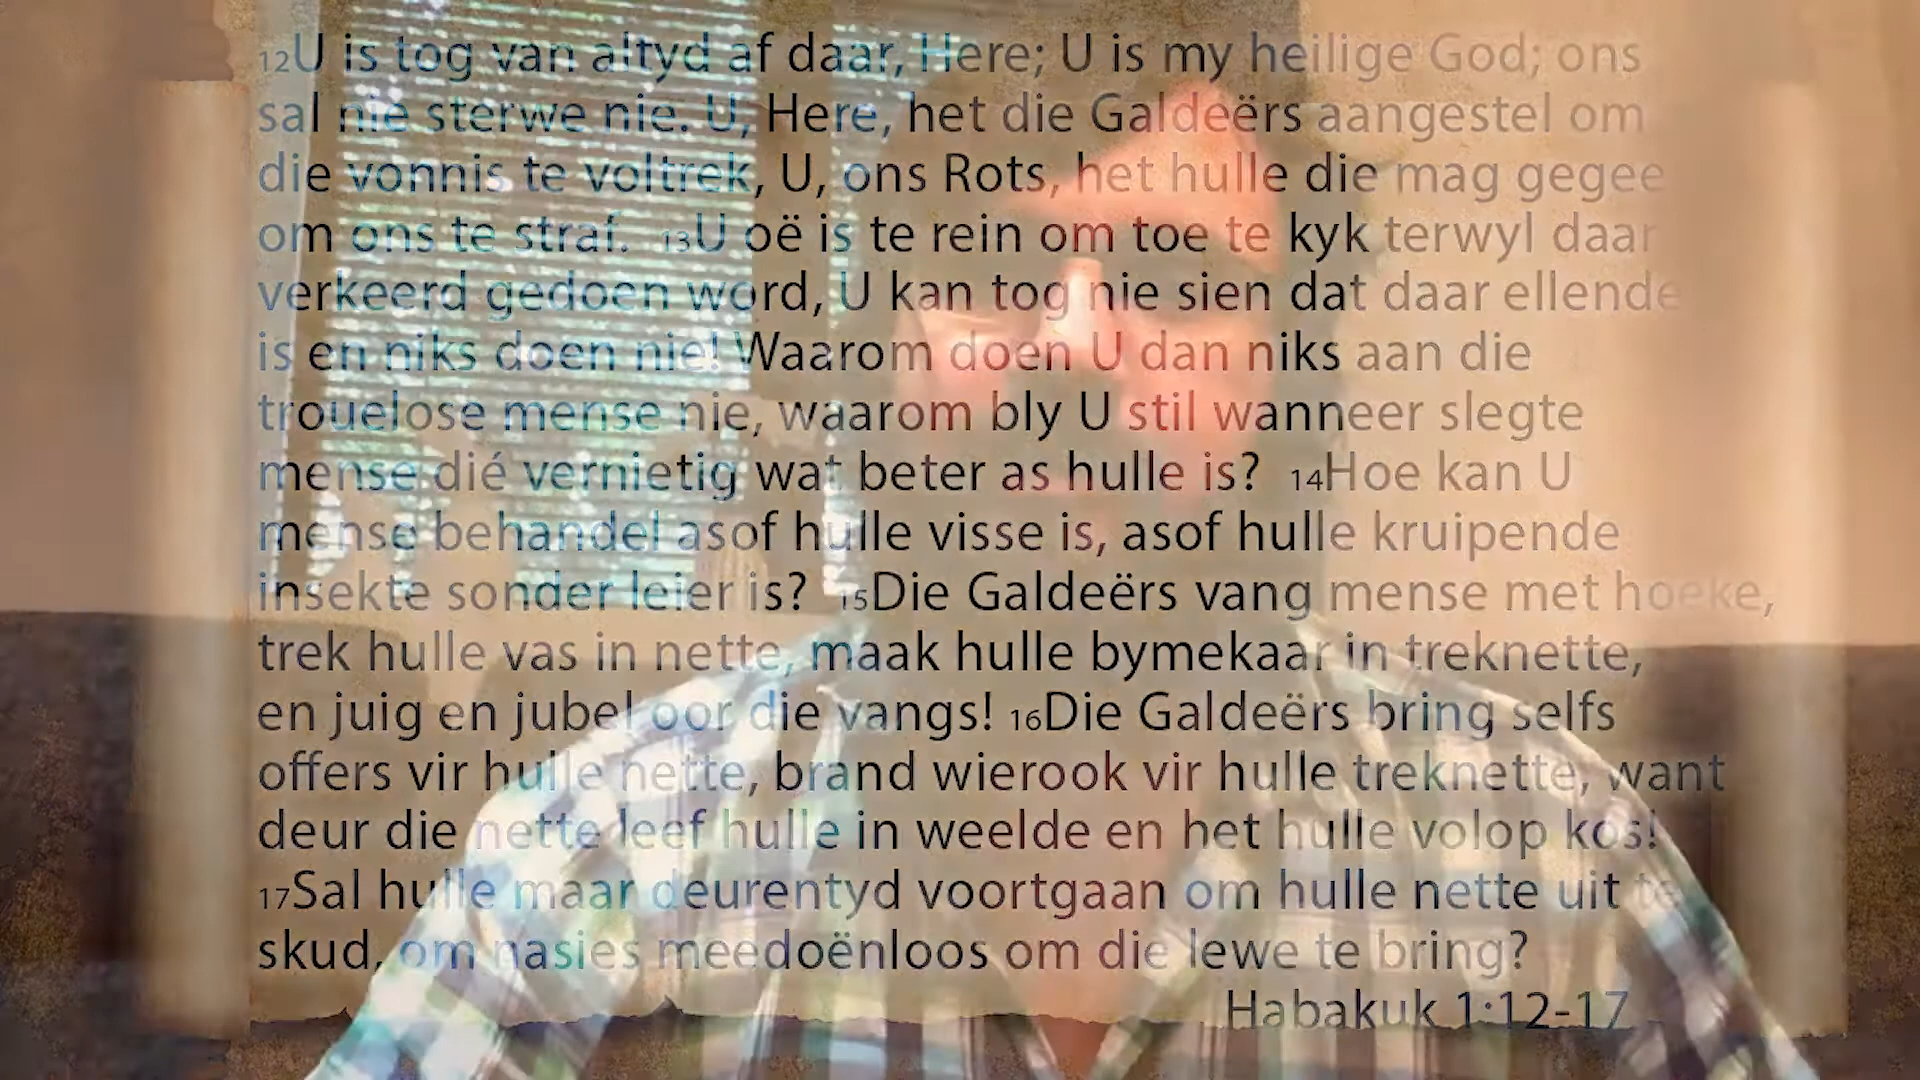 12U is tog van altyd af daar, Here; U is my heilige God; ons
sal nie sterwe nie. U, Here, het die Galdeërs aangestel om
die vonnis te voltrek, U, ons Rots, het hulle die mag gegee
om ons te straf. 13U oë is te rein om toe te kyk terwyl daar
verkeerd gedoen word, U kan tog nie sien dat daar ellende
is en niks doen nie! Waarom doen U dan niks aan die
trouelose mense nie, waarom bly U stil wanneer slegte
mense dié vernietig wat beter as hulle is? 14Hoe kan U
mense behandel asof hulle visse is, asof hulle kruipende
insekte sonder leier is? 15Die Galdeërs vang mense met hoeke,
trek hulle vas in nette, maak hulle bymekaar in treknette,
en juig en jubel oor die vangs! 16Die Galdeërs bring selfs
offers vir hulle nette, brand wierook vir hulle treknette, want
deur die nette leef hulle in weelde en het hulle volop kos!
17Sal hulle maar deurentyd voortgaan om hulle nette uit te
skud, om nasies meedoënloos om die lewe te bring?
Habakuk 1:12-17